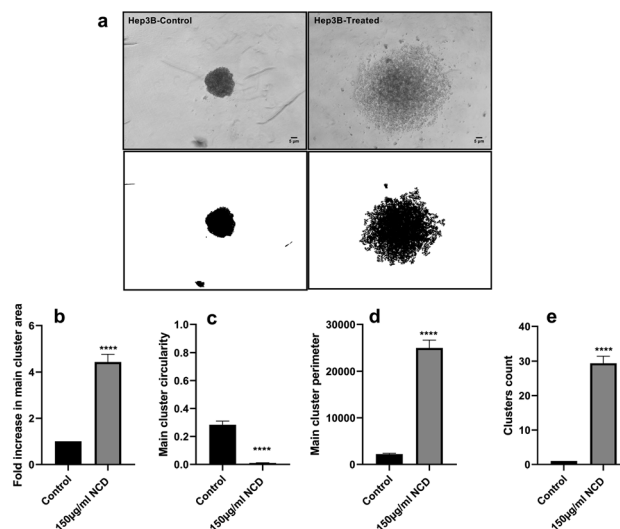 a
Hep3B-Control
Hep3B-Treated
5 µm
5 µm
b
Fold increase in main cluster area
6
4
2
0
****
Control
150µg/ml NCD
c
Main cluster circularity
1.0
0.8
0.6
0.4
0.2
0.0
****
Control
150µg/ml NCD
d
Main cluster perimeter
30000
20000
10000
0
****
Control
150µg/ml NCD
e
Clusters count
40
30
20
10
0
****
Control
150µg/ml NCD